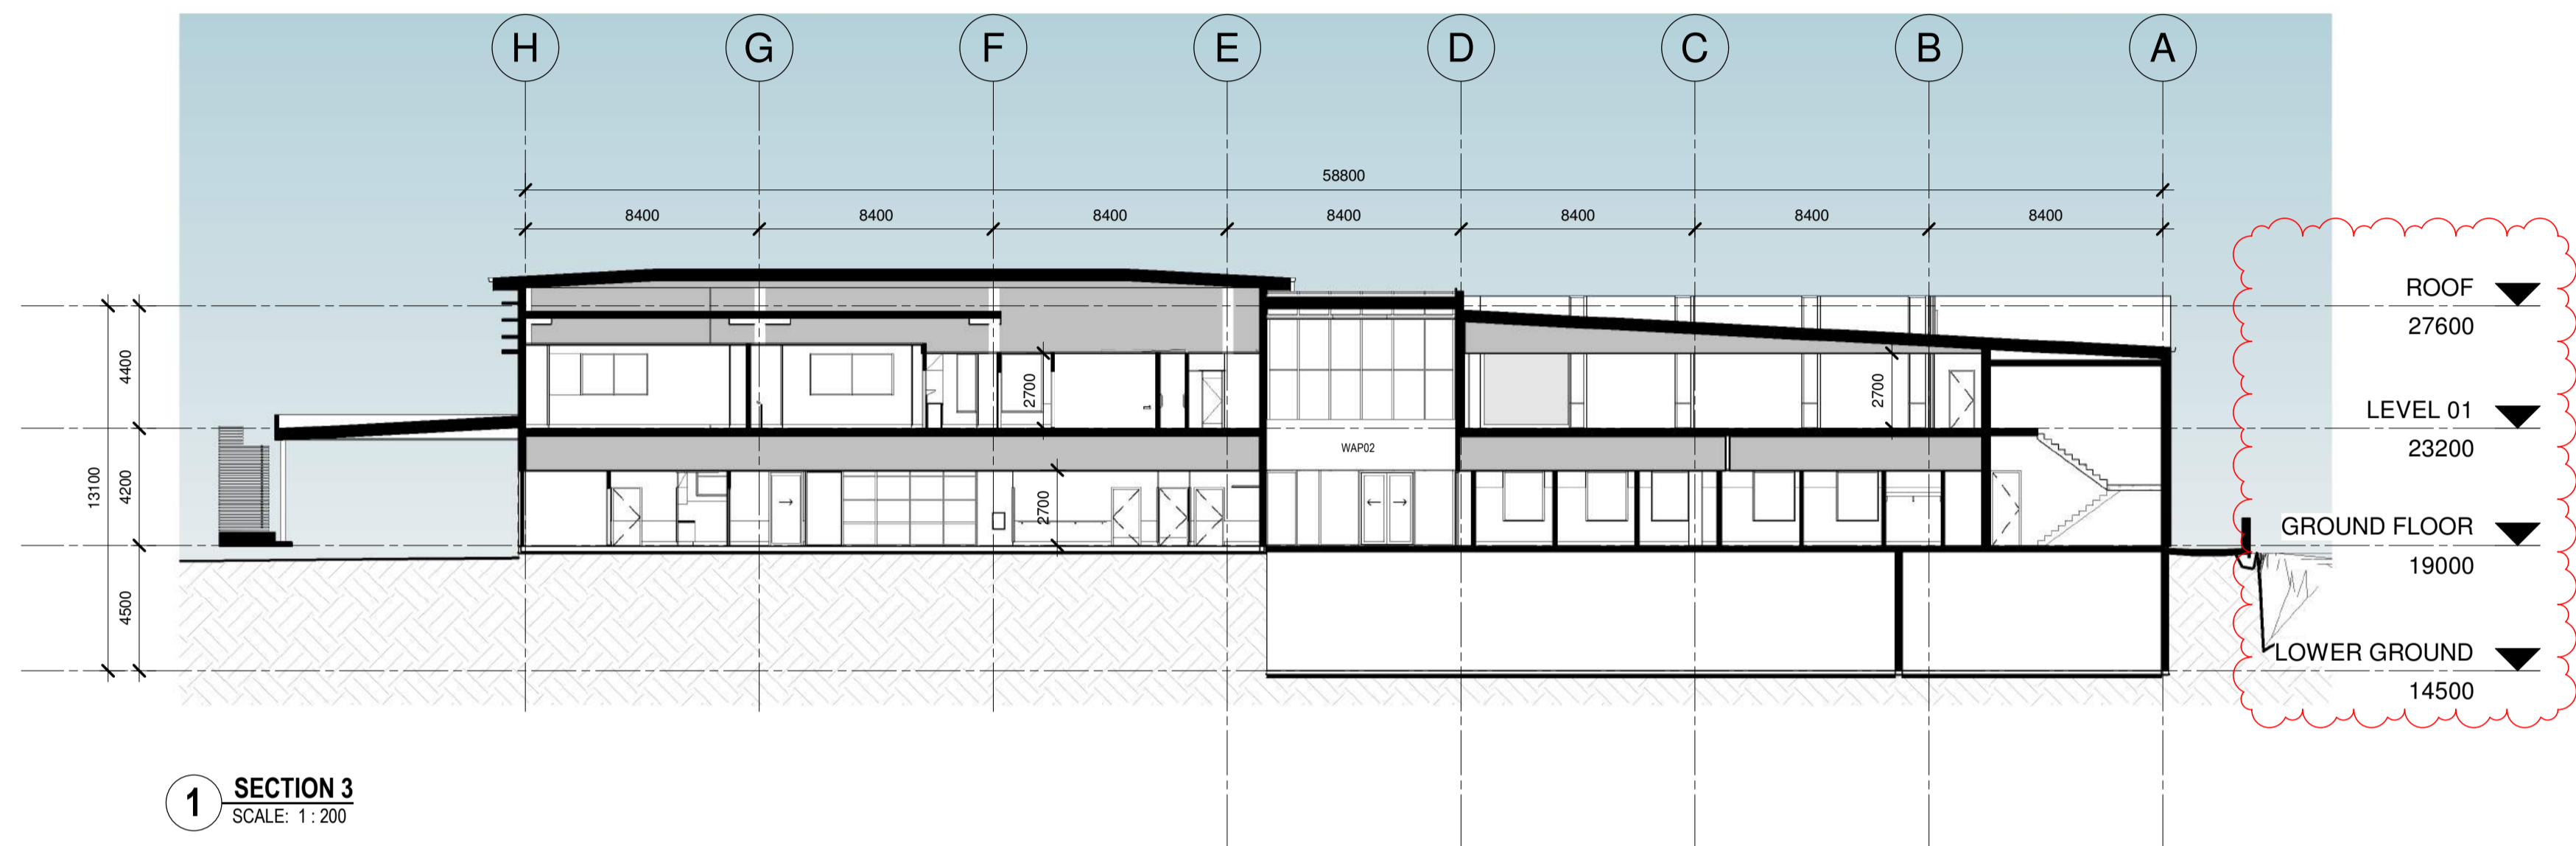 H G F E D C B A
58800
8400 8400 8400 8400 8400 8400 8400
ROOF
27600
4400
2700
2700
LEVEL 01
23200
WAP02
13100
4200
2700
GROUND FLOOR
19000
4500
LOWER GROUND
14500
1 SECTION 3
SCALE: 1 : 200